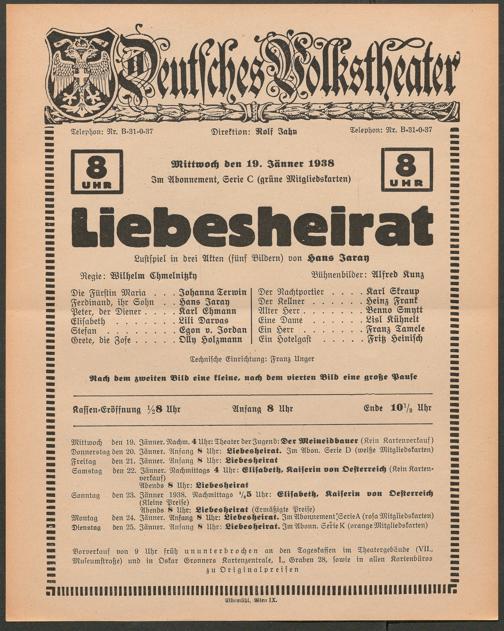 Deutsches Volkstheater
Telephon: Nr. B-31-0-37 Direktion: Rolf Jahn Telephon: Nr. B-31-0-37
8 UHR
Mittwoch den 19. Jänner 1938
8 UHR
Im Abonnement, Serie C (grüne Mitgliedskarten)
Liebesheirat
Lustspiel in drei Akten (fünf Bildern) von Hans Jaray
Regie: Wilhelm Chmelnitzky Bühnenbilder: Alfred Kunz
Die Fürstin Maria . . . Johanna Terwin
Ferdinand, ihr Sohn . . Hans Jaray
Peter, der Diener . . . Karl Ehmann
Elisabeth . . . . . Lili Darvas
Stefan . . . . . . Egon v. Jordan
Grete, die Zofe . . . Olly Holzmann
Der Nachtportier . . . . Karl Skraup
Der Kellner . . . . . . Heinz Frank
Alter Herr . . . . . . Benno Smytt
Eine Dame . . . . . . Lisl Kühnelt
Ein Herr . . . . . . Franz Tamele
Ein Hotelgast . . . . . Fritz Heinisch
Technische Einrichtung: Franz Unger
Nach dem zweiten Bild eine kleine, nach dem vierten Bild eine große Pause
Kassen-Eröffnung ½8 Uhr Anfang 8 Uhr Ende Uhr
Mittwoch den 19. Jänner. Nachm. 4 Uhr: Theater der Jugend: Der Meineidbauer (Kein Kartenverkauf)
Donnerstag den 20. Jänner. Anfang 8 Uhr: Liebesheirat. Im Abon. Serie D (weiße Mitgliedskarten)
Freitag den 21. Jänner. Anfang 8 Uhr: Liebesheirat
Samstag den 22. Jänner. Nachmittags 4 Uhr: Elisabeth, Kaiserin von Oesterreich (Kein Karten-
verkauf)
Abends 8 Uhr: Liebesheirat
Sonntag den 23. Jänner 1938. Nachmittags Uhr: Elisabeth, Kaiserin von Oesterreich
(Kleine Preise)
Abends 8 Uhr: Liebesheirat (Ermäßigte Preise)
Montag den 24. Jänner. Anfang 8 Uhr: Liebesheirat. Im Abonnement, Serie A (rosa Mitgliedskarten)
Dienstag den 25. Jänner. Anfang 8 Uhr: Liebesheirat. Im Abonn. Serie K (orange Mitgliedskarten)
Vorverkauf von 9 Uhr früh ununterbrochen an den Tageskassen im Theatergebäude (VII.,
Museumstraße) und in Oskar Gronners Kartenzentrale, I., Graben 28, sowie in allen Kartenbüros
zu Originalpreisen
Wien IX.